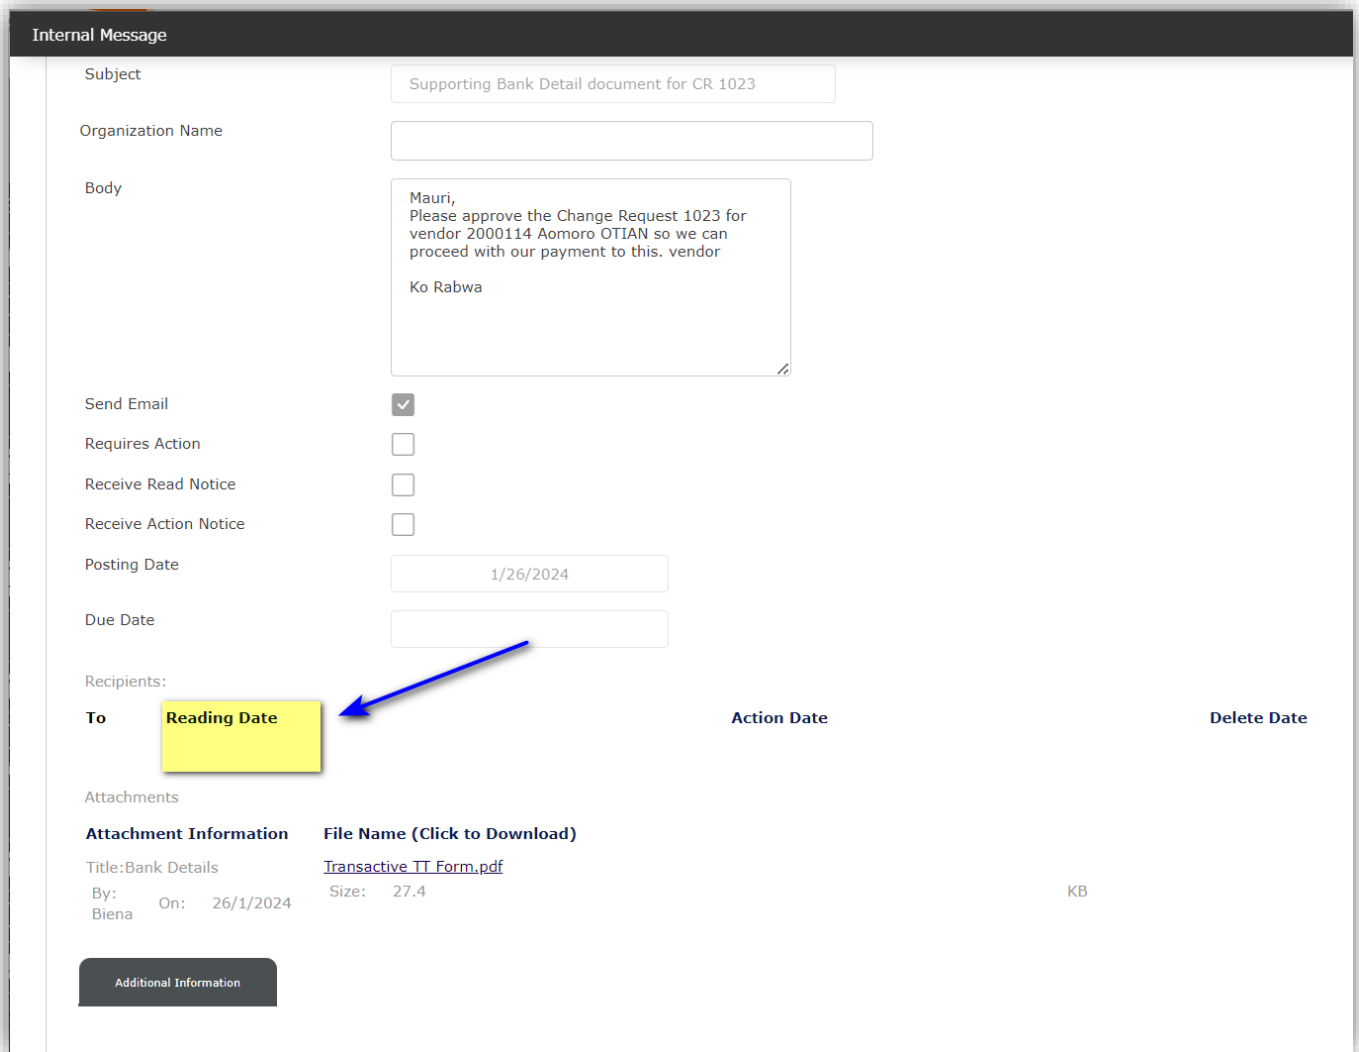 Internal Message
Subject
Supporting Bank Detail document for CR 1023
Organization Name
Body
Mauri,
Please approve the Change Request 1023 for
vendor 2000114 Aomoro OTIAN so we can
proceed with our payment to this. vendor
Ko Rabwa
Send Email
Requires Action
Receive Read Notice
Receive Action Notice
Posting Date
1/26/2024
Due Date
Recipients:
To Reading Date Action Date Delete Date
Attachments
Attachment Information File Name (Click to Download)
Title:Bank Details Transactive TT Form.pdf
By: Biena On: 26/1/2024 Size: 27.4 KB
Additional Information